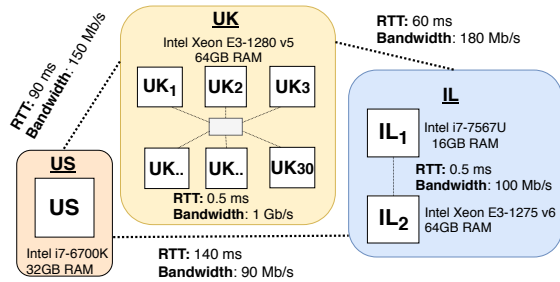 UK
Intel Xeon E3-1280 v5
64GB RAM
UK1
UK2
UK3
UK..
UK..
UK30
RTT: 0.5 ms
Bandwidth: 1 Gb/s
RTT: 90 ms
Bandwidth: 150 Mb/s
RTT: 60 ms
Bandwidth: 180 Mb/s
IL
IL1
Intel i7-7567U
16GB RAM
RTT: 0.5 ms
Bandwidth: 100 Mb/s
IL2
Intel Xeon E3-1275 v6
64GB RAM
US
US
Intel i7-6700K
32GB RAM
RTT: 140 ms
Bandwidth: 90 Mb/s